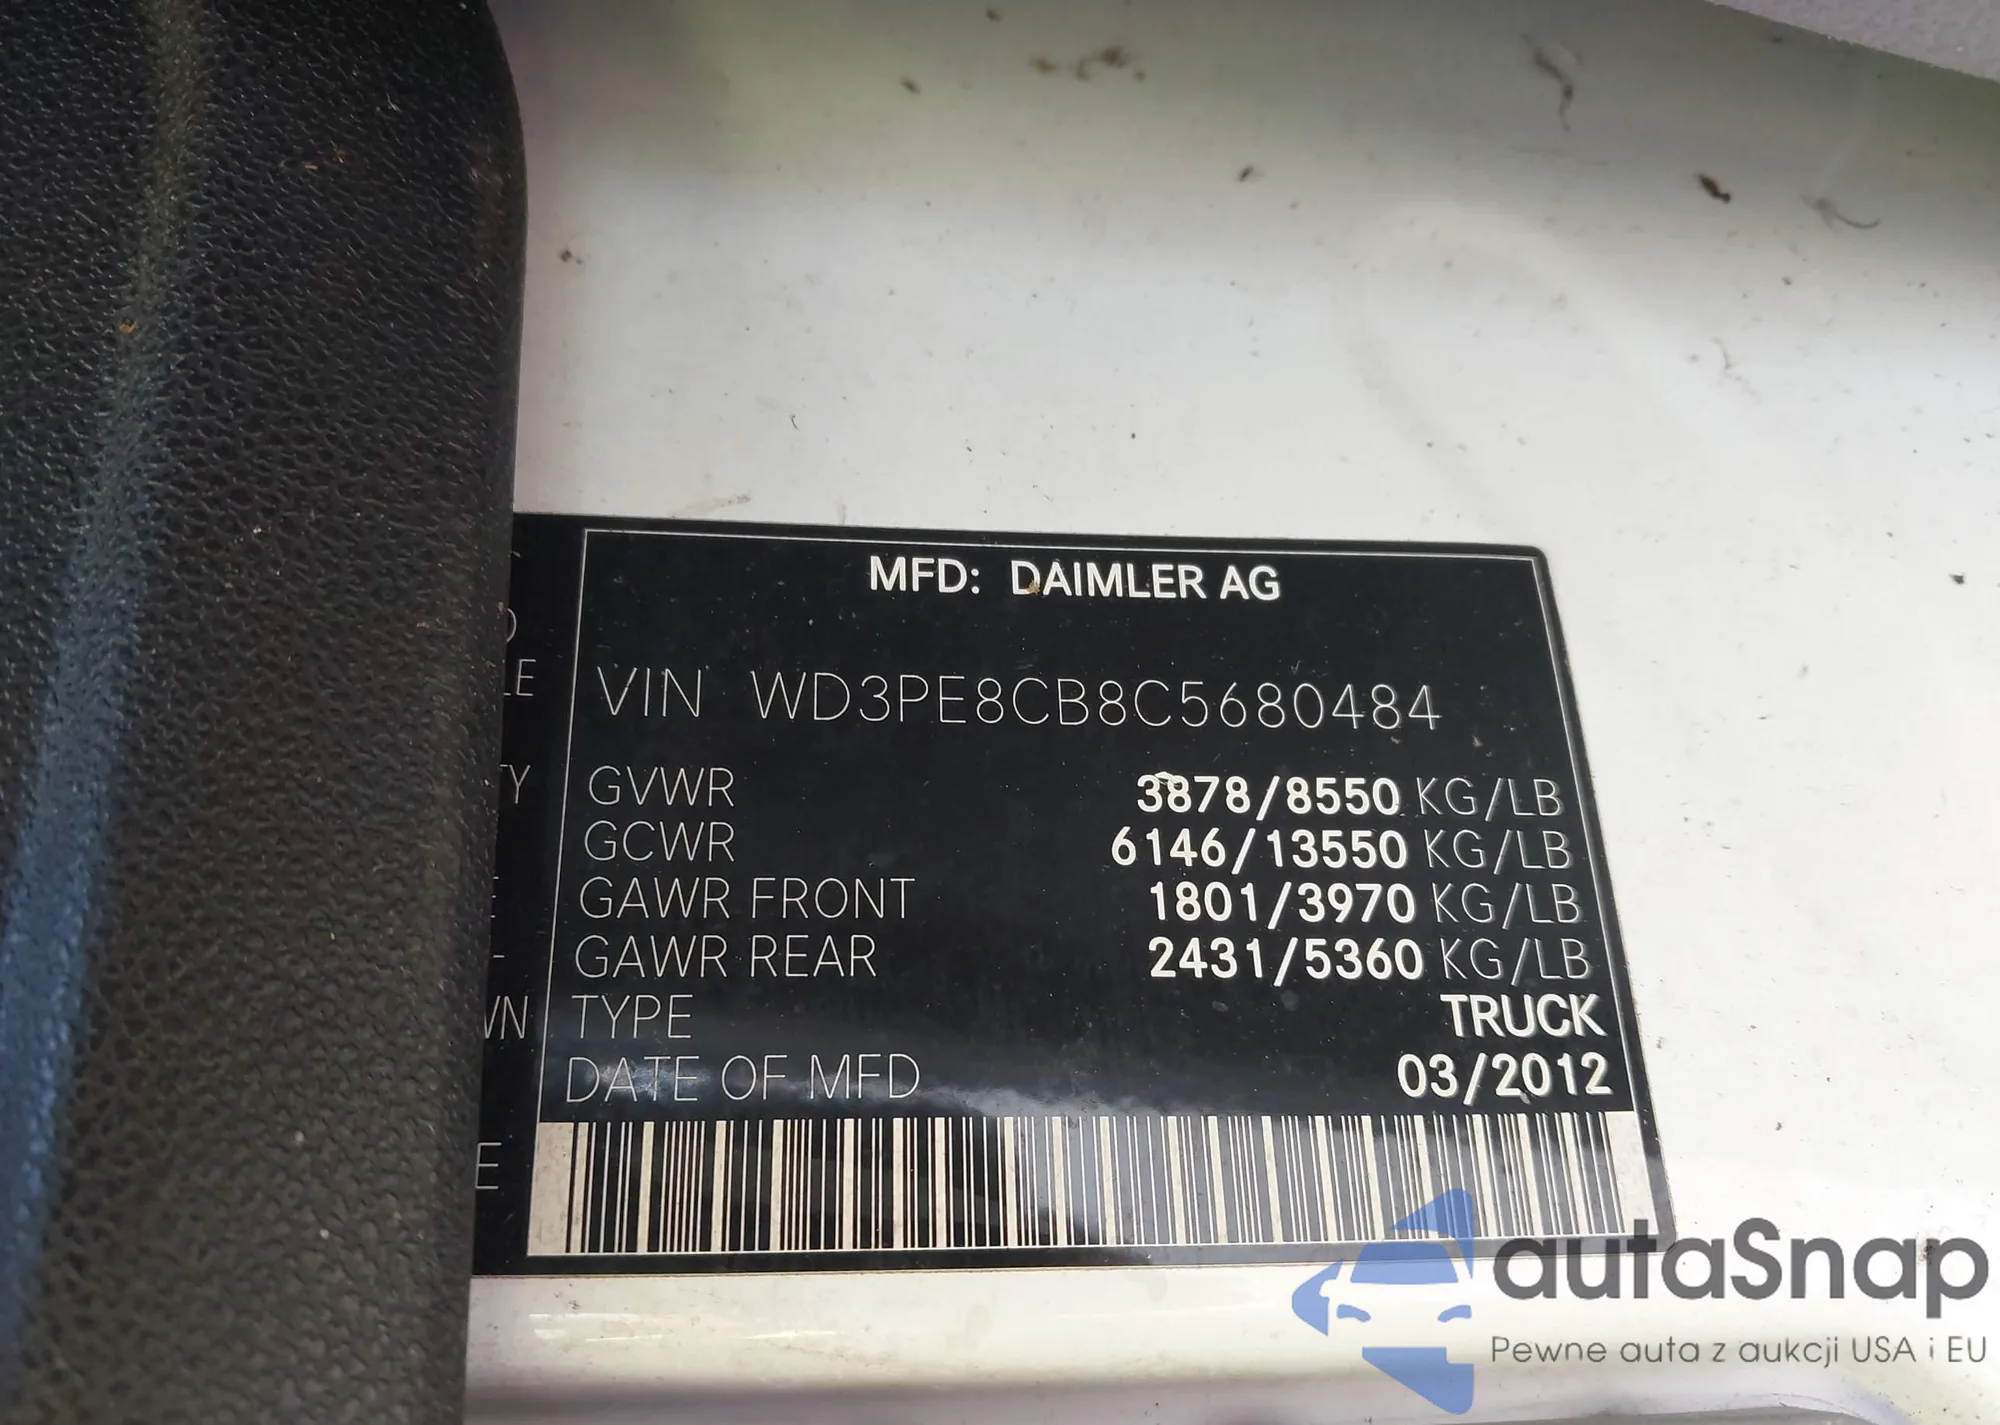 MFD: DAIMLER AG
VIN WD3PE8CB8C5680484
GVWR 3878/8550 KG/LB
GCWR 6146/13550 KG/LB
GAWR FRONT 1801/3970 KG/LB
GAWR REAR 2431/5360 KG/LB
TYPE TRUCK
DATE OF MFD 03/2012
autaSnap
Pewne auta z aukcji USA i EU